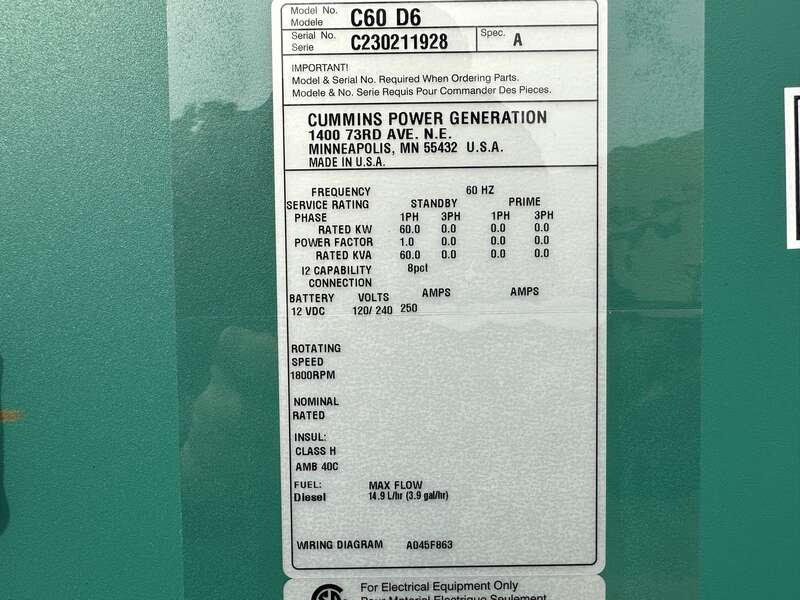 Model No. C60 D6
Modele
Serial No. C230211928 Spec. A
Serie
IMPORTANT!
Model & Serial No. Required When Ordering Parts.
Modele & No. Serie Requis Pour Commander Des Pieces.
CUMMINS POWER GENERATION
1400 73RD AVE. N.E.
MINNEAPOLIS, MN 55432 U.S.A.
MADE IN U.S.A.
FREQUENCY 60 HZ
SERVICE RATING STANDBY PRIME
PHASE 1PH 3PH 1PH 3PH
RATED KW 60.0 0.0 0.0 0.0
POWER FACTOR 1.0 0.0 0.0 0.0
RATED KVA 60.0 0.0 0.0 0.0
I2 CAPABILITY 8pct
CONNECTION
BATTERY VOLTS AMPS AMPS
12 VDC 120/ 240 250
ROTATING
SPEED
1800RPM
NOMINAL
RATED
INSUL:
CLASS H
AMB 40C
FUEL: MAX FLOW
Diesel 14.9 L/hr (3.9 gal/hr)
WIRING DIAGRAM A045F863
For Electrical Equipment Only
Pour Materiel Electrique Seulement